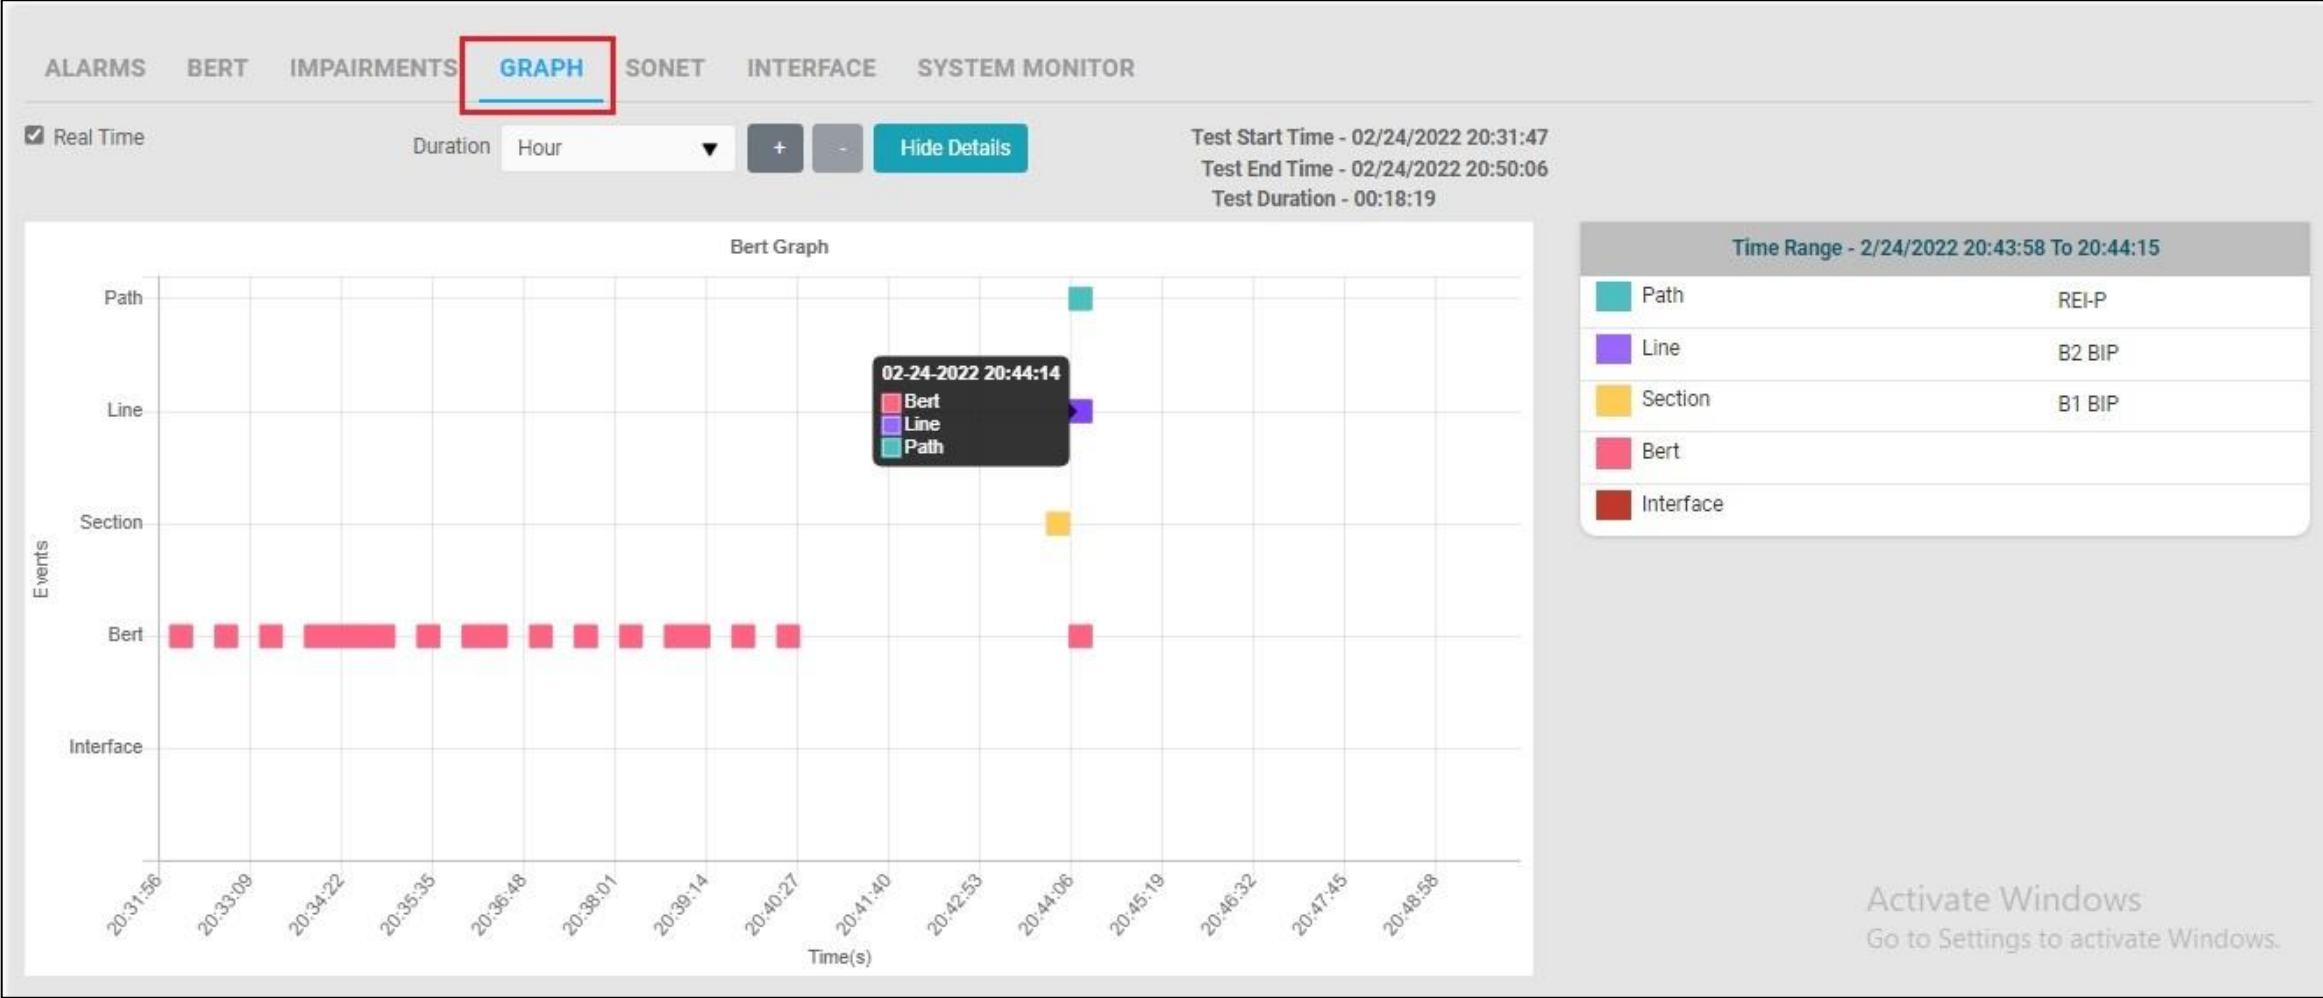 ALARMS BERT IMPAIRMENTS GRAPH SONET INTERFACE SYSTEM MONITOR
Real Time
Duration Hour + - Hide Details
Test Start Time - 02/24/2022 20:31:47
Test End Time - 02/24/2022 20:50:06
Test Duration - 00:18:19
Bert Graph
Path
Line
Section
Bert
Interface
Events
02-24-2022 20:44:14
Bert
Line
Path
20:31:56 20:33:09 20:34:22 20:35:35 20:36:48 20:38:01 20:39:14 20:40:27 20:41:40 20:42:53 20:44:06 20:45:19 20:46:32 20:47:45 20:48:58
Time(s)
Time Range - 2/24/2022 20:43:58 To 20:44:15
Path REI-P
Line B2 BIP
Section B1 BIP
Bert
Interface
Activate Windows
Go to Settings to activate Windows.